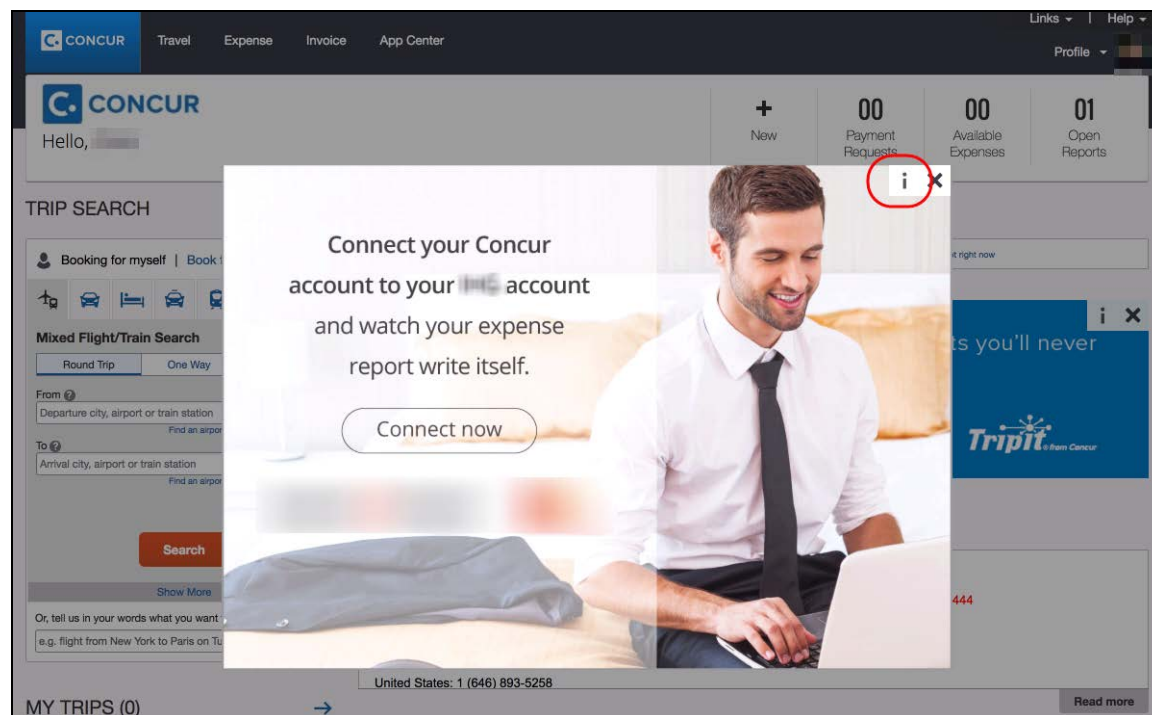 Links | Help
CONCUR Travel Expense Invoice App Center
Profile
C. CONCUR
Hello,
+ 00 00 01
New Payment Requests Available Expenses Open Reports
i X
TRIP SEARCH
Booking for myself | Book
t right now
Mixed Flight/Train Search
Round Trip One Way
From
Departure city, airport or train station
Find an airpor
To
Arrival city, airport or train station
Find an airpor
Search
Show More
Or, tell us in your words what you want
e.g. flight from New York to Paris on Tu
MY TRIPS (0)
Connect your Concur
account to your account
and watch your expense
report write itself.
Connect now
i X
ts you'll never
TripIt from Concur
444
United States: 1 (646) 893-5258
Read more